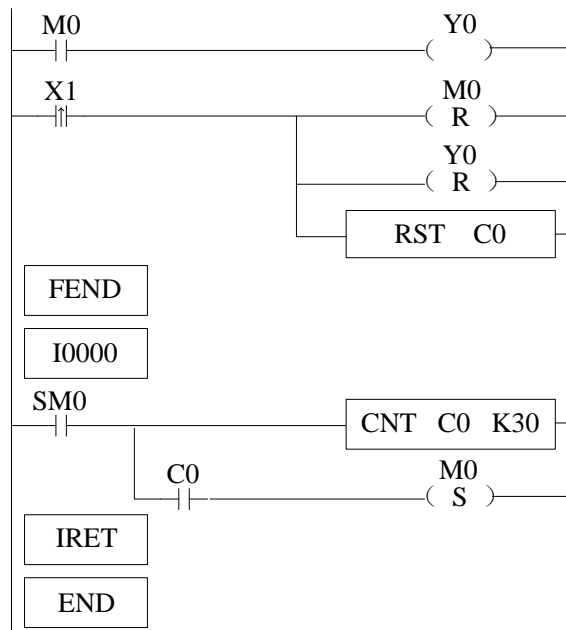 M0 Y0
X1 M0
R
Y0
R
RST C0
FEND
I0000
SM0
CNT C0 K30
C0 M0
S
IRET
END